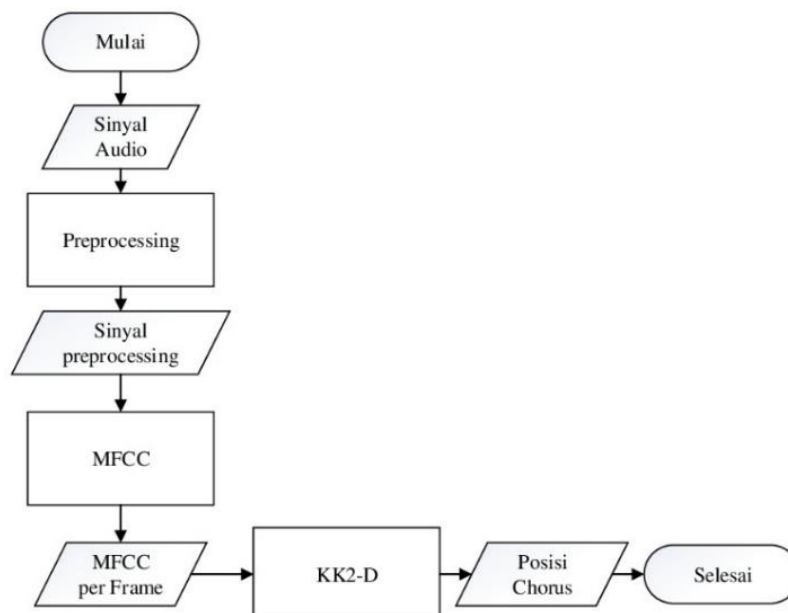 Mulai
Sinyal
Audio
Preprocessing
Sinyal
preprocessing
MFCC
MFCC
per Frame
KK2-D
Posisi
Chorus
Selesai